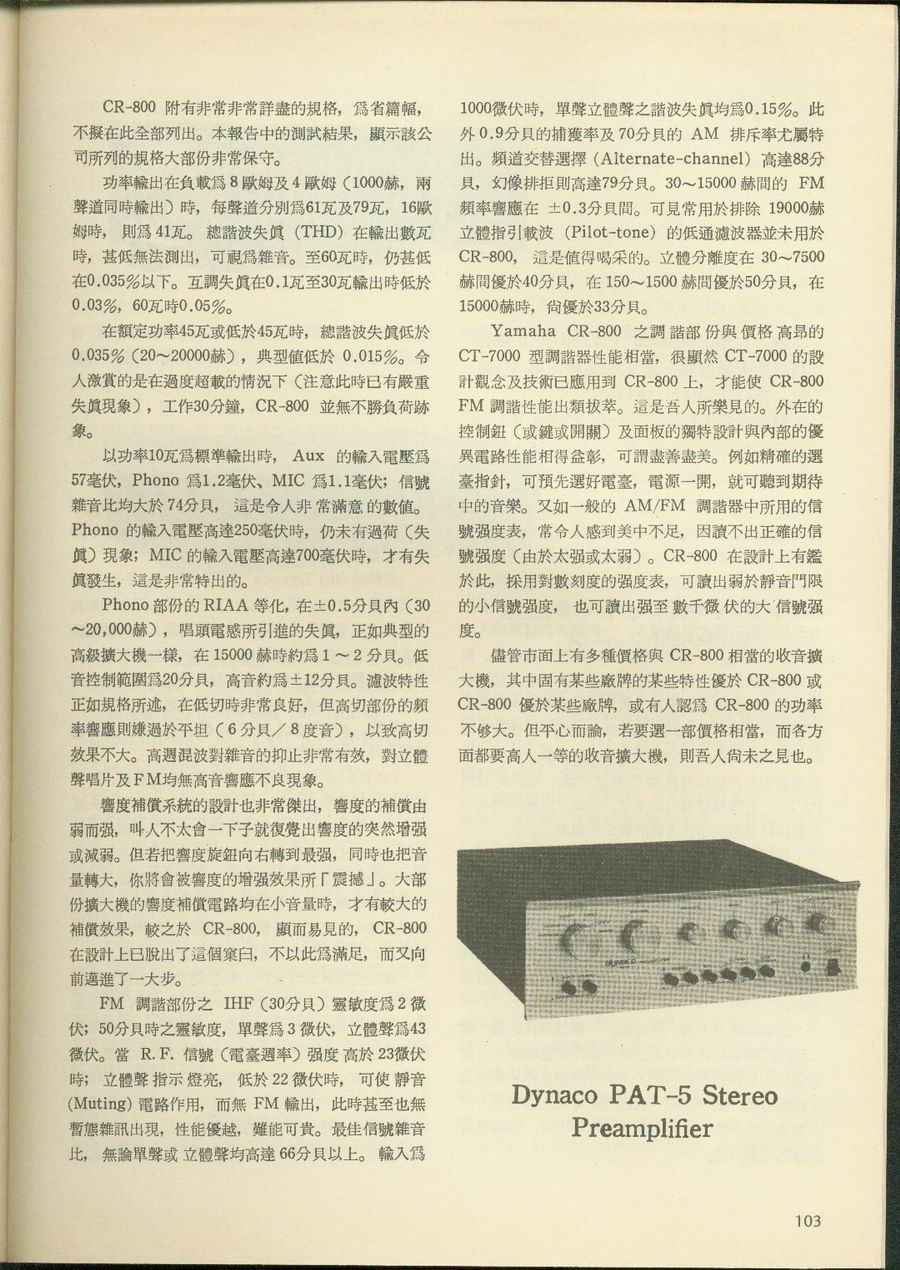 CR-800 附有非常非常詳盡的規格，爲省篇幅，
不擬在此全部列出。本報告中的測試結果，顯示該公
司所列的規格大部份非常保守。
功率輸出在負載爲 8 歐姆及 4 歐姆（1000赫，兩
聲道同時輸出）時，每聲道分別爲61瓦及79瓦，16歐
姆時，則爲 41瓦。總諧波失眞（THD）在輸出數瓦
時，甚低無法測出，可視爲雜音。至60瓦時，仍甚低
在0.035％以下。互調失眞在0.1瓦至30瓦輸出時低於
0.03％，60瓦時0.05％。
在額定功率45瓦或低於45瓦時，總諧波失眞低於
0.035％（20～20000赫），典型値低於 0.015％。令
人激賞的是在過度超載的情況下（注意此時已有嚴重
失眞現象），工作30分鐘，CR-800 並無不勝負荷跡
象。
以功率10瓦爲標準輸出時， Aux 的輸入電壓爲
57毫伏，Phono 爲1.2毫伏、MIC 爲1.1毫伏；信號
雜音比均大於 74分貝， 這是令人非 常滿意 的數值。
Phono 的輸入電壓高達250毫伏時，仍未有過荷（失
眞）現象；MIC 的輸入電壓高達700毫伏時，才有失
眞發生，這是非常特出的。
Phono 部份的 RIAA 等化，在±0.5分貝內（30
～20,000赫），唱頭電感所引進的失眞，正如典型的
高級擴大機一樣，在 15000 赫時約爲 1 ～ 2 分貝。低
音控制範圍爲20分貝，高音約爲±12分貝。濾波特性
正如規格所述，在低切時非常良好，但高切部份的頻
率響應則嫌過於平坦（ 6 分貝／ 8 度音），以致高切
效果不大。高週混波對雜音的抑止非常有效，對立體
聲唱片及ＦＭ均無高音響應不良現象。
響度補償系統的設計也非常傑出，響度的補償由
弱而强，叫人不太會一下子就復覺出響度的突然增强
或減弱。但若把響度旋鈕向右轉到最强，同時也把音
量轉大，你將會被響度的增强效果所「震撼」。大部
份擴大機的響度補償電路均在小音量時，才有較大的
補償效果，較之於 CR-800， 顯而易見的， CR-800
在設計上已脫出了這個窠臼，不以此爲滿足，而又向
前邁進了一大步。
FM 調諧部份之 IHF（30分貝）靈敏度爲 2 微
伏；50分貝時之靈敏度，單聲爲 3 微伏，立體聲爲43
微伏。當 R. F. 信號（電臺週率）强度 高於 23微伏
時； 立體聲 指示 燈亮， 低於 22 微伏時， 可使 靜音
(Muting) 電路作用，而無 FM 輸出，此時甚至也無
暫態雜訊出現，性能優越，難能可貴。最佳信號雜音
比， 無論單聲或 立體聲均高達 66分貝以上。 輸入爲
1000微伏時，單聲立體聲之諧波失眞均爲0.15％。此
外 0.9分貝的捕獲率及 70分貝的 AM 排斥率尤屬特
出。頻道交替選擇（Alternate-channel）高達88分
貝，幻像排拒則高達79分貝。30～15000 赫間的 FM
頻率響應在 ±0.3分貝間。可見常用於排除 19000赫
立體指引載波（Pilot-tone）的低通濾波器並未用於
CR-800， 這是值得喝采的。立體分離度在 30～7500
赫間優於40分貝，在 150～1500 赫間優於50分貝，在
15000赫時，尙優於33分貝。
Yamaha CR-800 之調 諧部 份與 價格 高昂的
CT-7000 型調諧器性能相當，很顯然 CT-7000 的設
計觀念及技術已應用到 CR-800 上，才能使 CR-800
FM 調諧性能出類拔萃。這是吾人所樂見的。外在的
控制鈕（或鍵或開關）及面板的獨特設計與內部的優
異電路性能相得益彰，可謂盡善盡美。例如精確的選
臺指針，可預先選好電臺，電源一開，就可聽到期待
中的音樂。又如一般的 AM/FM 調諧器中所用的信
號强度表，常令人感到美中不足，因讀不出正確的信
號强度（由於太强或太弱）。CR-800 在設計上有鑑
於此，採用對數刻度的强度表，可讀出弱於靜音門限
的小信號强度， 也可讀出强至 數千微 伏的大 信號强
度。
儘管市面上有多種價格與 CR-800 相當的收音擴
大機，其中固有某些廠牌的某些特性優於 CR-800 或
CR-800 優於某些廠牌，或有人認爲 CR-800 的功率
不够大。但平心而論，若要選一部價格相當，而各方
面都要高人一等的收音擴大機，則吾人尙未之見也。
Dynaco PAT-5 Stereo
Preamplifier
103